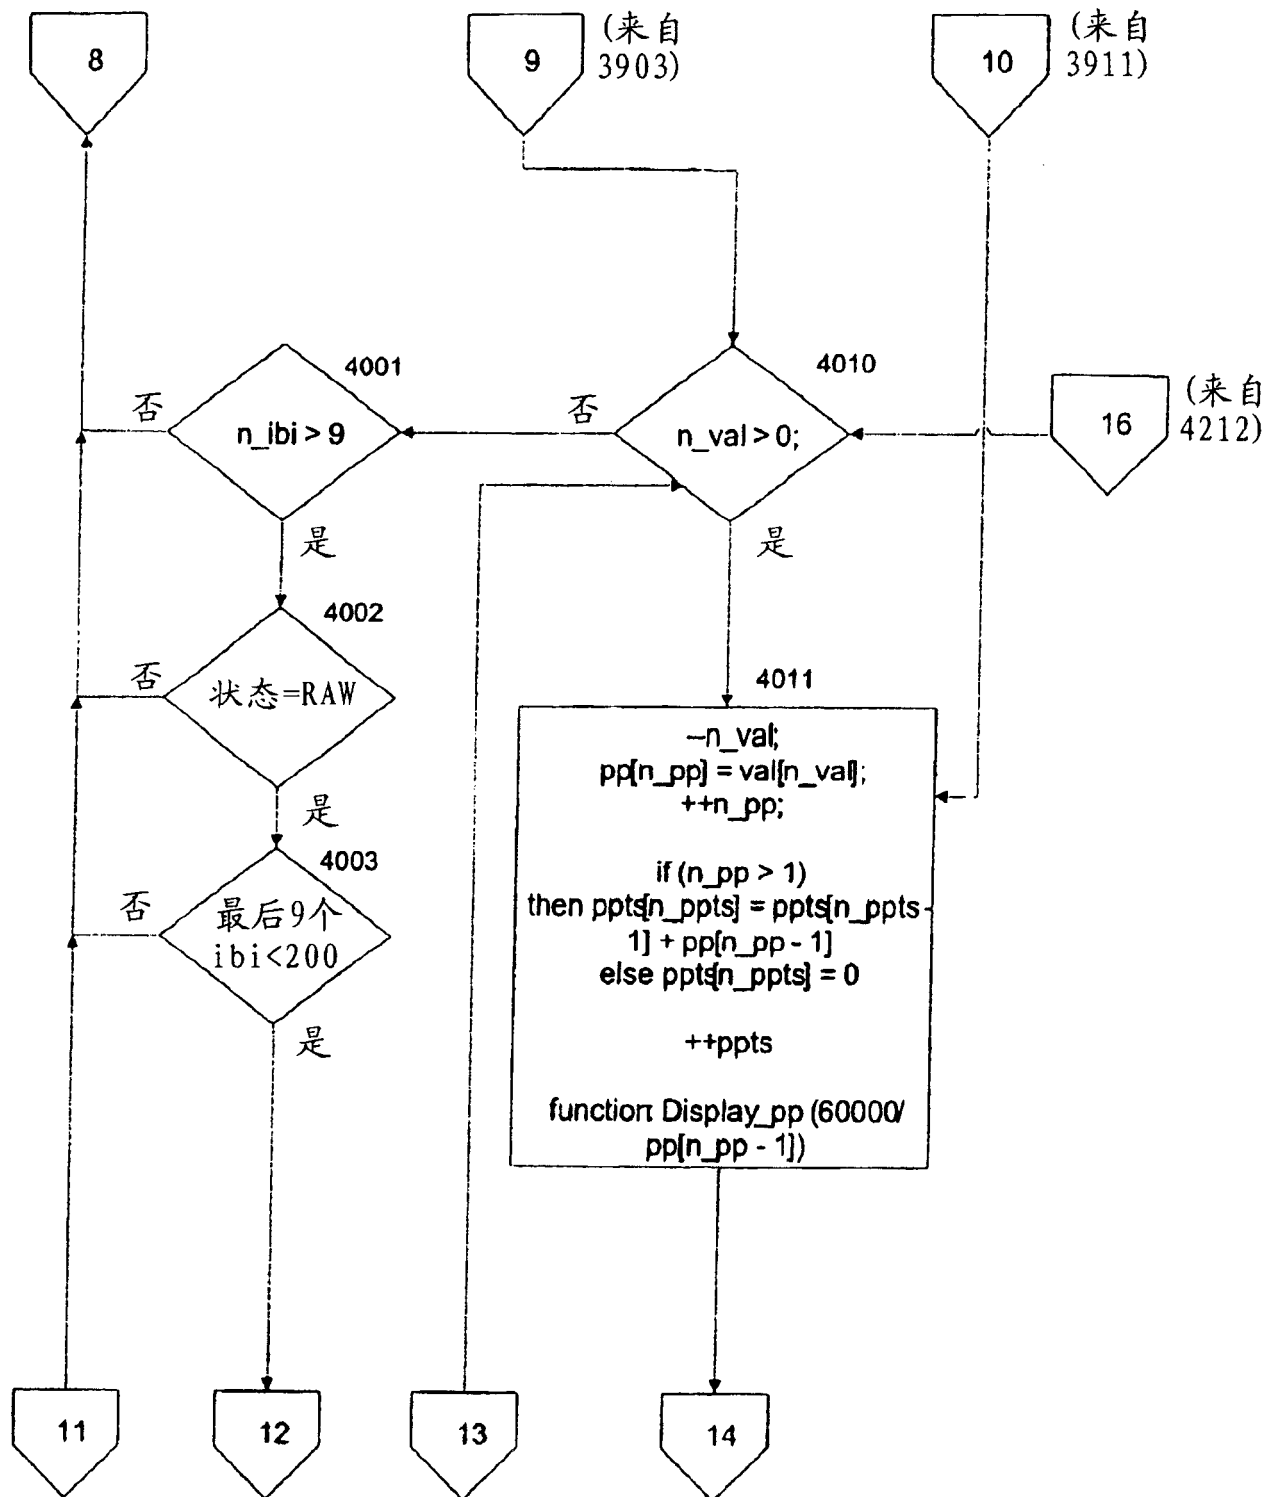 8
9
(来自
3903)
10
(来自
3911)
4001
否
n_ibi > 9
是
4010
否
n_val > 0;
是
16
(来自
4212)
4002
否
状态=RAW
是
4003
否
最后9个
ibi<200
是
4011
--n_val;
pp[n_pp] = val[n_val];
++n_pp;
if (n_pp > 1)
then ppts[n_ppts] = ppts[n_ppts -
1] + pp[n_pp - 1]
else ppts[n_ppts] = 0
++ppts
function: Display_pp (60000/
pp[n_pp - 1])
11
12
13
14